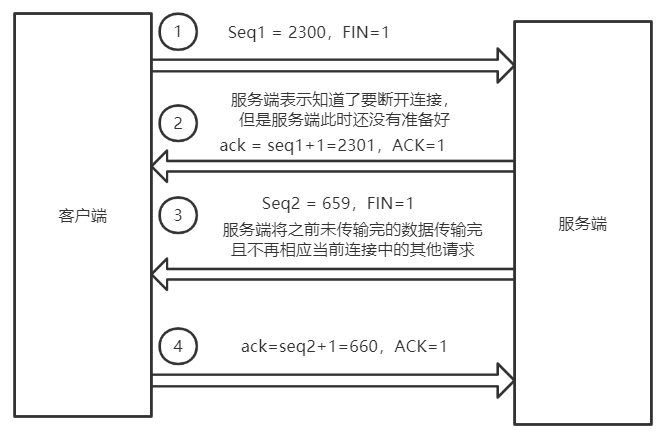 1
Seq1 = 2300, FIN=1
服务端表示知道了要断开连接,
但是服务端此时还没有准备好
2
ack = seq1+1=2301, ACK=1
Seq2 = 659, FIN=1
客户端
3
服务端将之前未传输完的数据传输完
且不再相应当前连接中的其他请求
服务端
4
ack=seq2+1=660, ACK=1